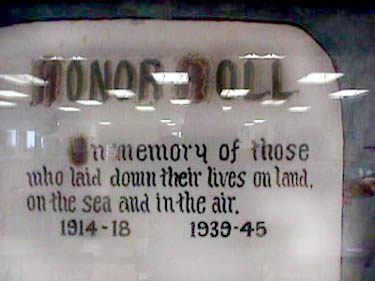 HONOR ROLL
In memory of those
who laid down their lives on land,
on the sea and in the air.
1914-18 1939-45